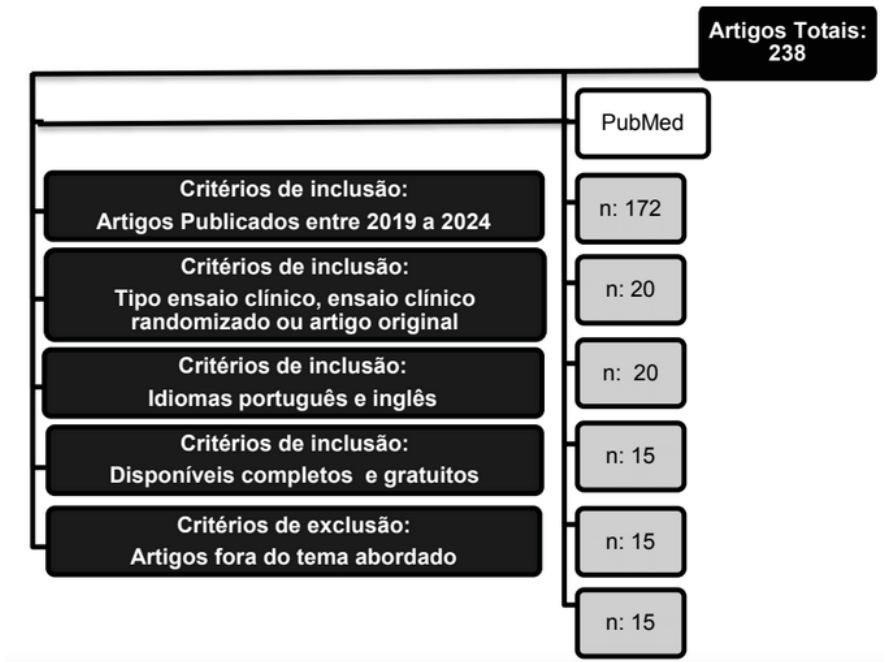 Artigos Totais:
238
PubMed
Critérios de inclusão:
Artigos Publicados entre 2019 a 2024
n: 172
Critérios de inclusão:
Tipo ensaio clínico, ensaio clínico
randomizado ou artigo original
n: 20
Critérios de inclusão:
Idiomas português e inglês
n: 20
Critérios de inclusão:
Disponíveis completos e gratuitos
n: 15
Critérios de exclusão:
Artigos fora do tema abordado
n: 15
n: 15